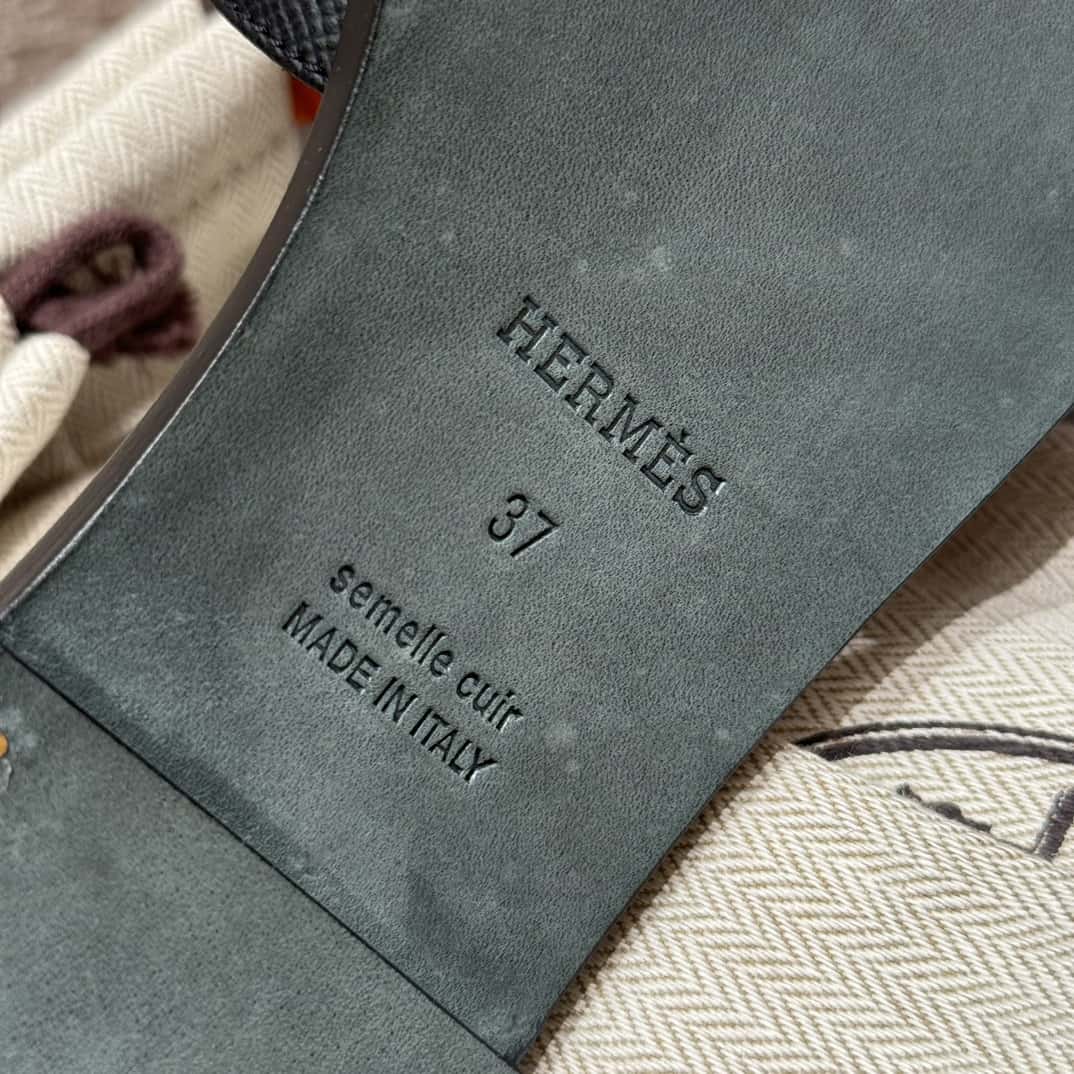 HERMÈS
37
semelle cuir
MADE IN ITALY